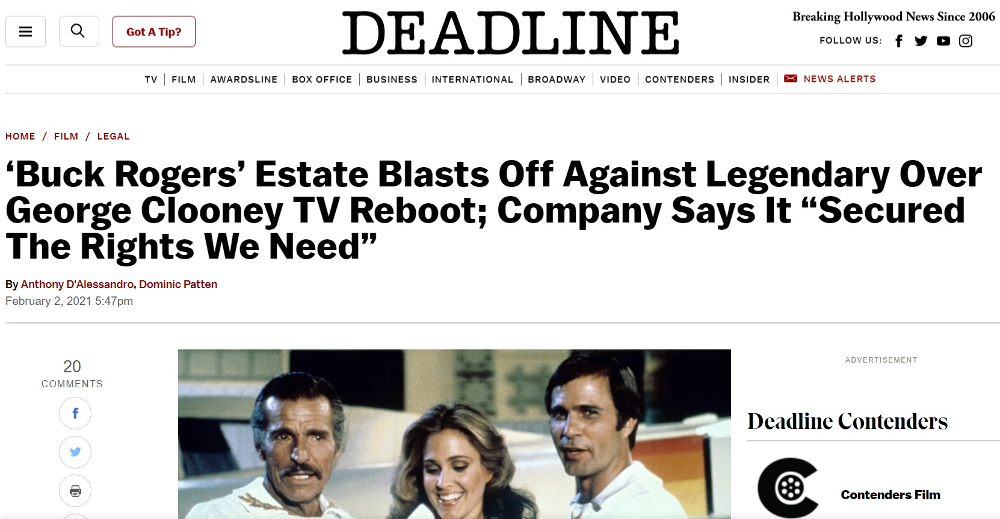 Got A Tip?
DEADLINE
Breaking Hollywood News Since 2006
FOLLOW US:
TV | FILM | AWARDSLINE | BOX OFFICE | BUSINESS | INTERNATIONAL | BROADWAY | VIDEO | CONTENDERS | INSIDER | NEWS ALERTS
HOME / FILM / LEGAL
‘Buck Rogers’ Estate Blasts Off Against Legendary Over
George Clooney TV Reboot; Company Says It “Secured
The Rights We Need”
By Anthony D'Alessandro, Dominic Patten
February 2, 2021 5:47pm
20
COMMENTS
ADVERTISEMENT
Deadline Contenders
Contenders Film